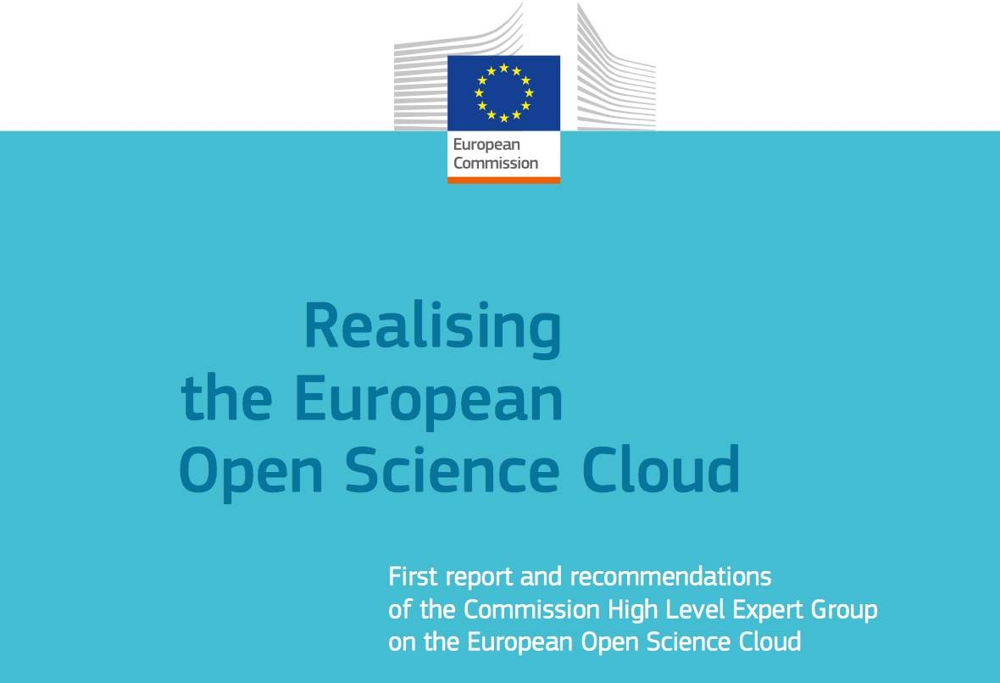 European
Commission
Realising
the European
Open Science Cloud
First report and recommendations
of the Commission High Level Expert Group
on the European Open Science Cloud